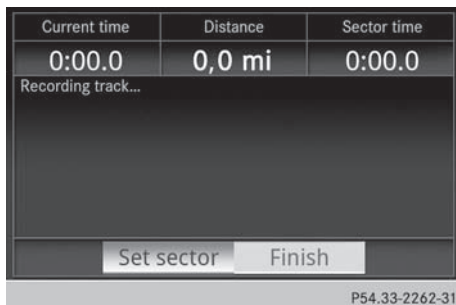 Current time Distance Sector time
0:00.0 0,0 mi 0:00.0
Recording track...
Set sector Finish
P54.33-2262-31